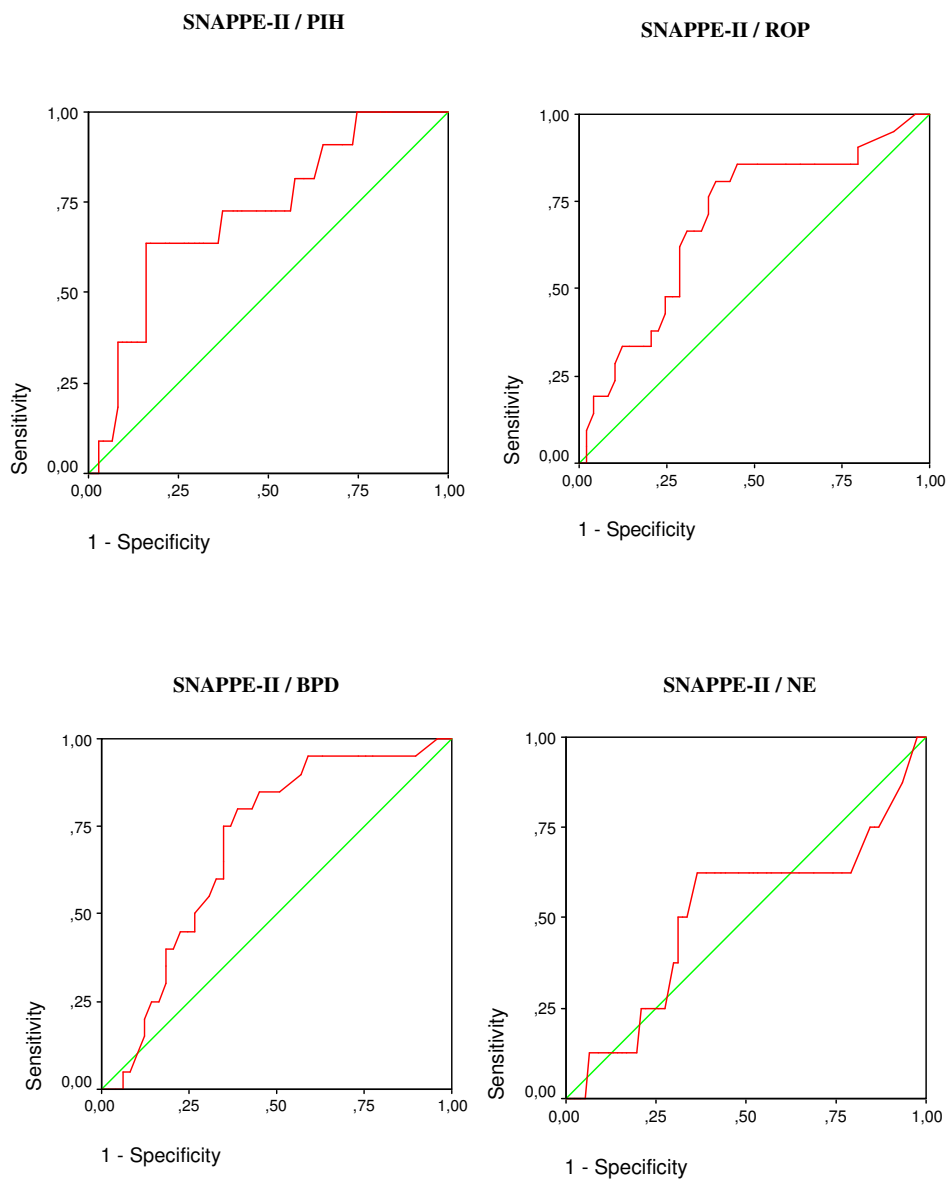 SNAPPE-II / PIH
1,00
,75
,50
,25
0,00
Sensitivity
0,00 ,25 ,50 ,75 1,00
1 - Specificity
SNAPPE-II / ROP
1,00
,75
,50
,25
0,00
Sensitivity
0,00 ,25 ,50 ,75 1,00
1 - Specificity
SNAPPE-II / BPD
1,00
,75
,50
,25
0,00
Sensitivity
0,00 ,25 ,50 ,75 1,00
1 - Specificity
SNAPPE-II / NE
1,00
,75
,50
,25
0,00
Sensitivity
0,00 ,25 ,50 ,75 1,00
1 - Specificity